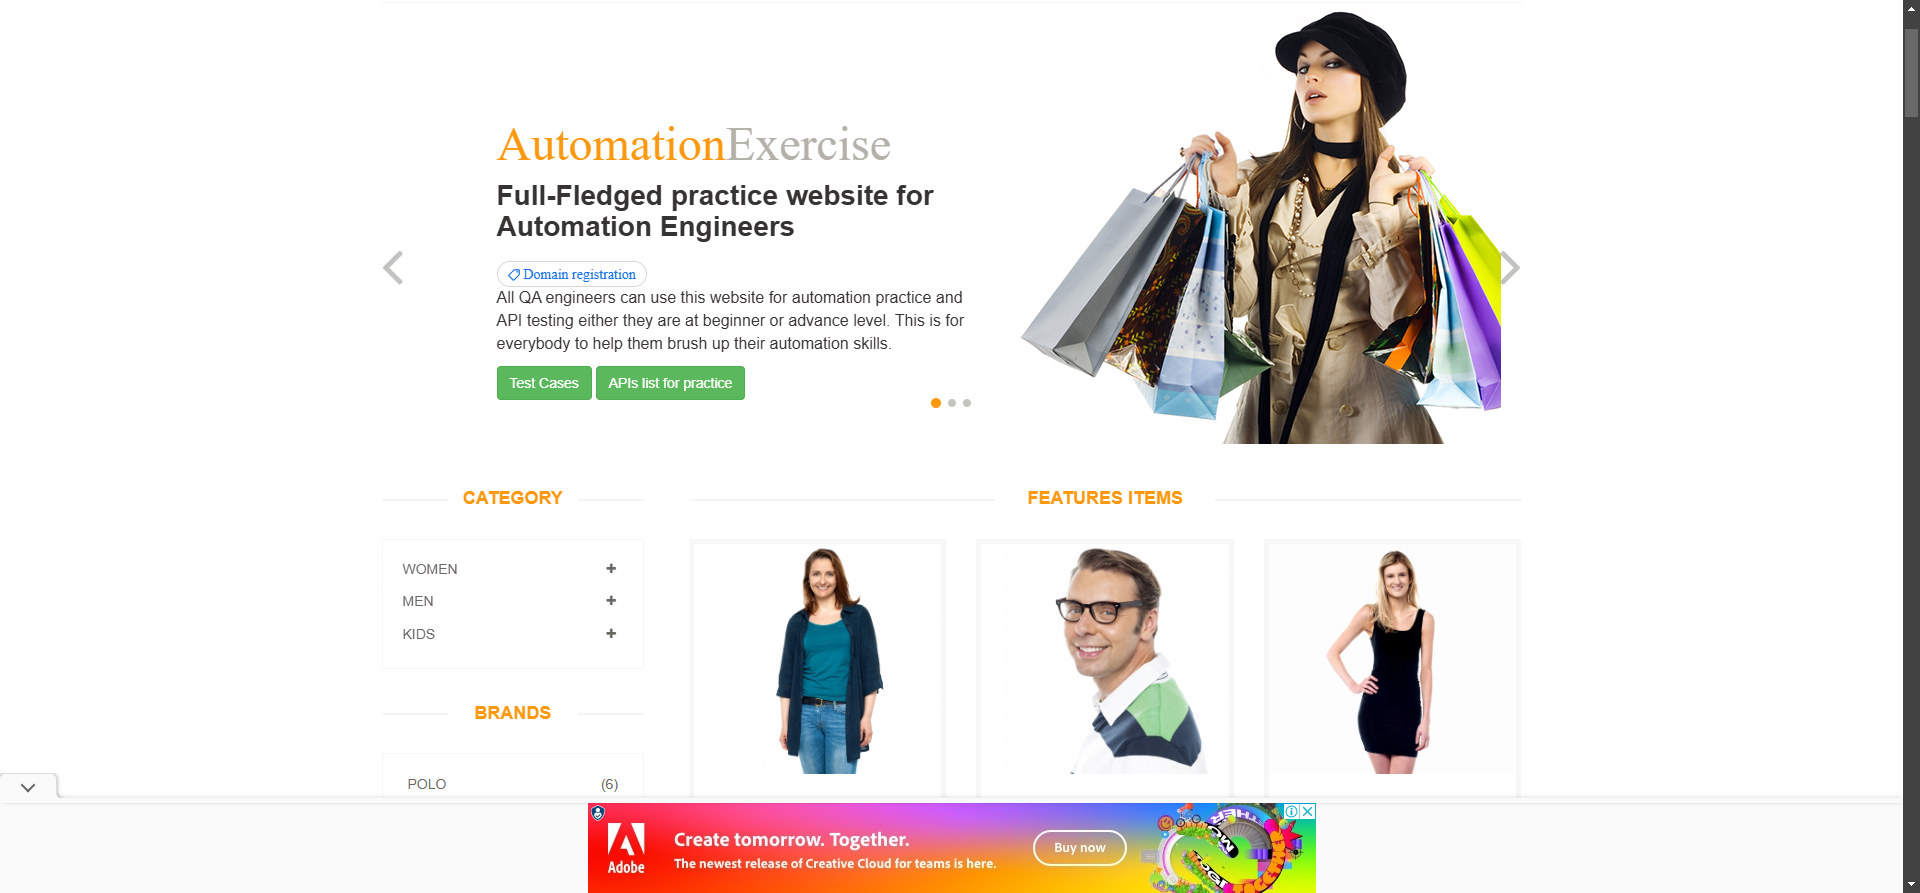 AutomationExercise
Full-Fledged practice website for
Automation Engineers
Domain registration
All QA engineers can use this website for automation practice and
API testing either they are at beginner or advance level. This is for
everybody to help them brush up their automation skills.
Test Cases
APIs list for practice
CATEGORY
WOMEN
MEN
KIDS
BRANDS
POLO (6)
FEATURES ITEMS
Adobe
Create tomorrow. Together.
The newest release of Creative Cloud for teams is here.
Buy now